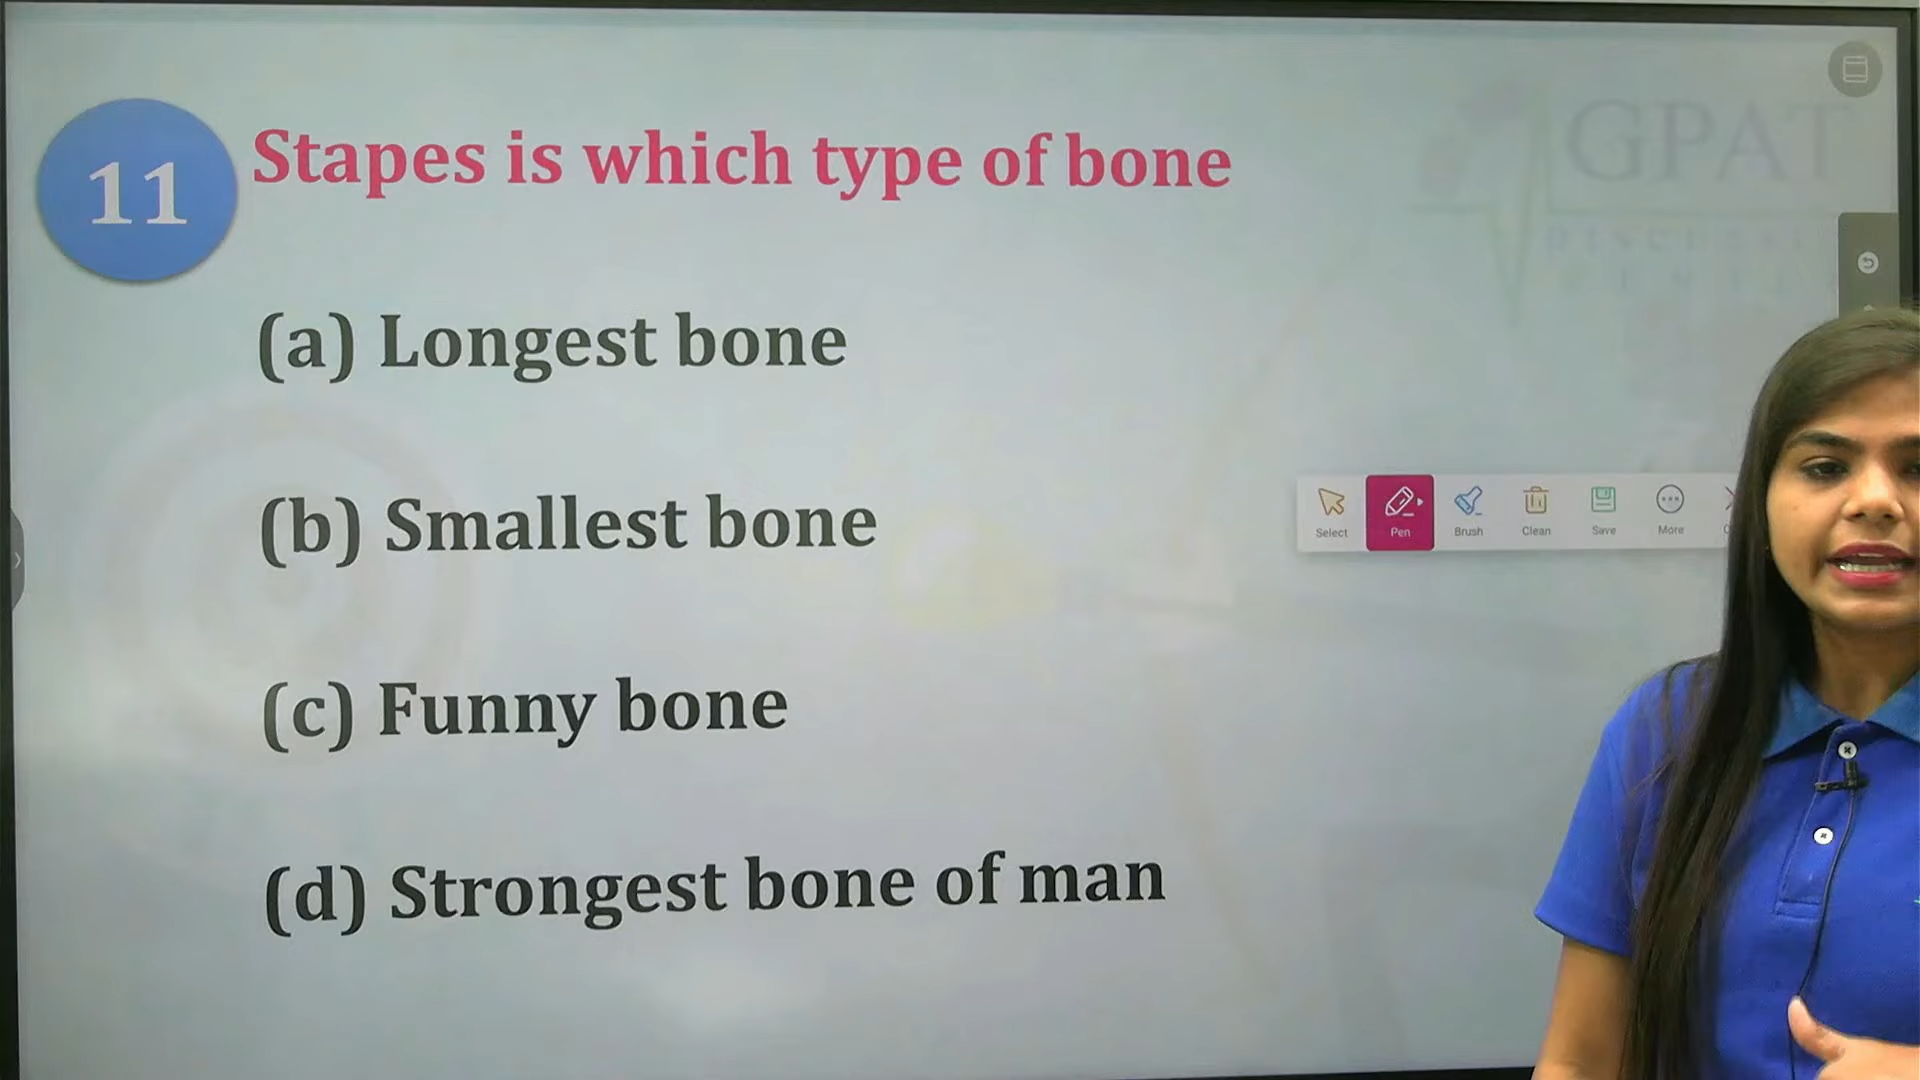 11
Stapes is which type of bone
(a) Longest bone
(b) Smallest bone
(c) Funny bone
(d) Strongest bone of man
GPAT
Select
Pen
Brush
Clean
Save
More